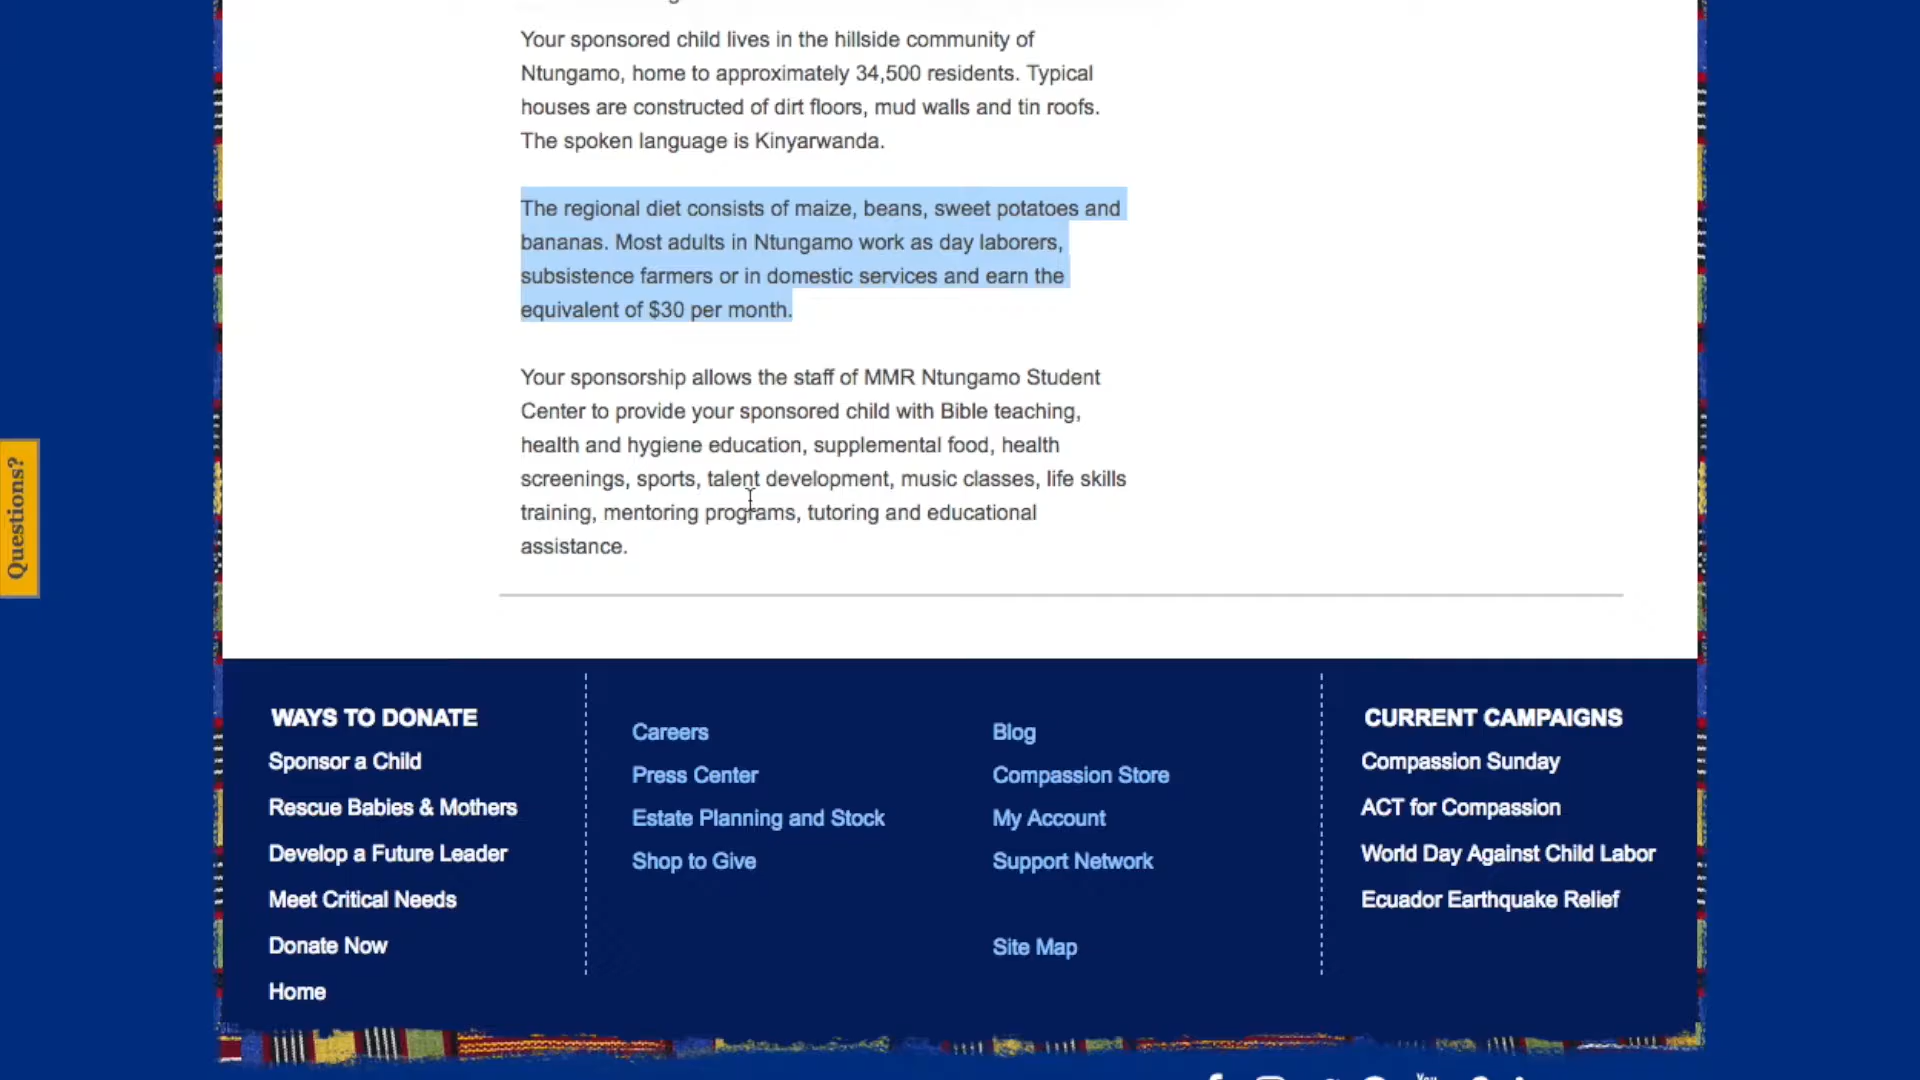 Your sponsored child lives in the hillside community of
Ntungamo, home to approximately 34,500 residents. Typical
houses are constructed of dirt floors, mud walls and tin roofs.
The spoken language is Kinyarwanda.
The regional diet consists of maize, beans, sweet potatoes and
bananas. Most adults in Ntungamo work as day laborers,
subsistence farmers or in domestic services and earn the
equivalent of $30 per month.
Your sponsorship allows the staff of MMR Ntungamo Student
Center to provide your sponsored child with Bible teaching,
health and hygiene education, supplemental food, health
screenings, sports, talent development, music classes, life skills
training, mentoring programs, tutoring and educational
assistance.
Questions?
WAYS TO DONATE
Sponsor a Child
Rescue Babies & Mothers
Develop a Future Leader
Meet Critical Needs
Donate Now
Home
Careers
Press Center
Estate Planning and Stock
Shop to Give
Blog
Compassion Store
My Account
Support Network
Site Map
CURRENT CAMPAIGNS
Compassion Sunday
ACT for Compassion
World Day Against Child Labor
Ecuador Earthquake Relief